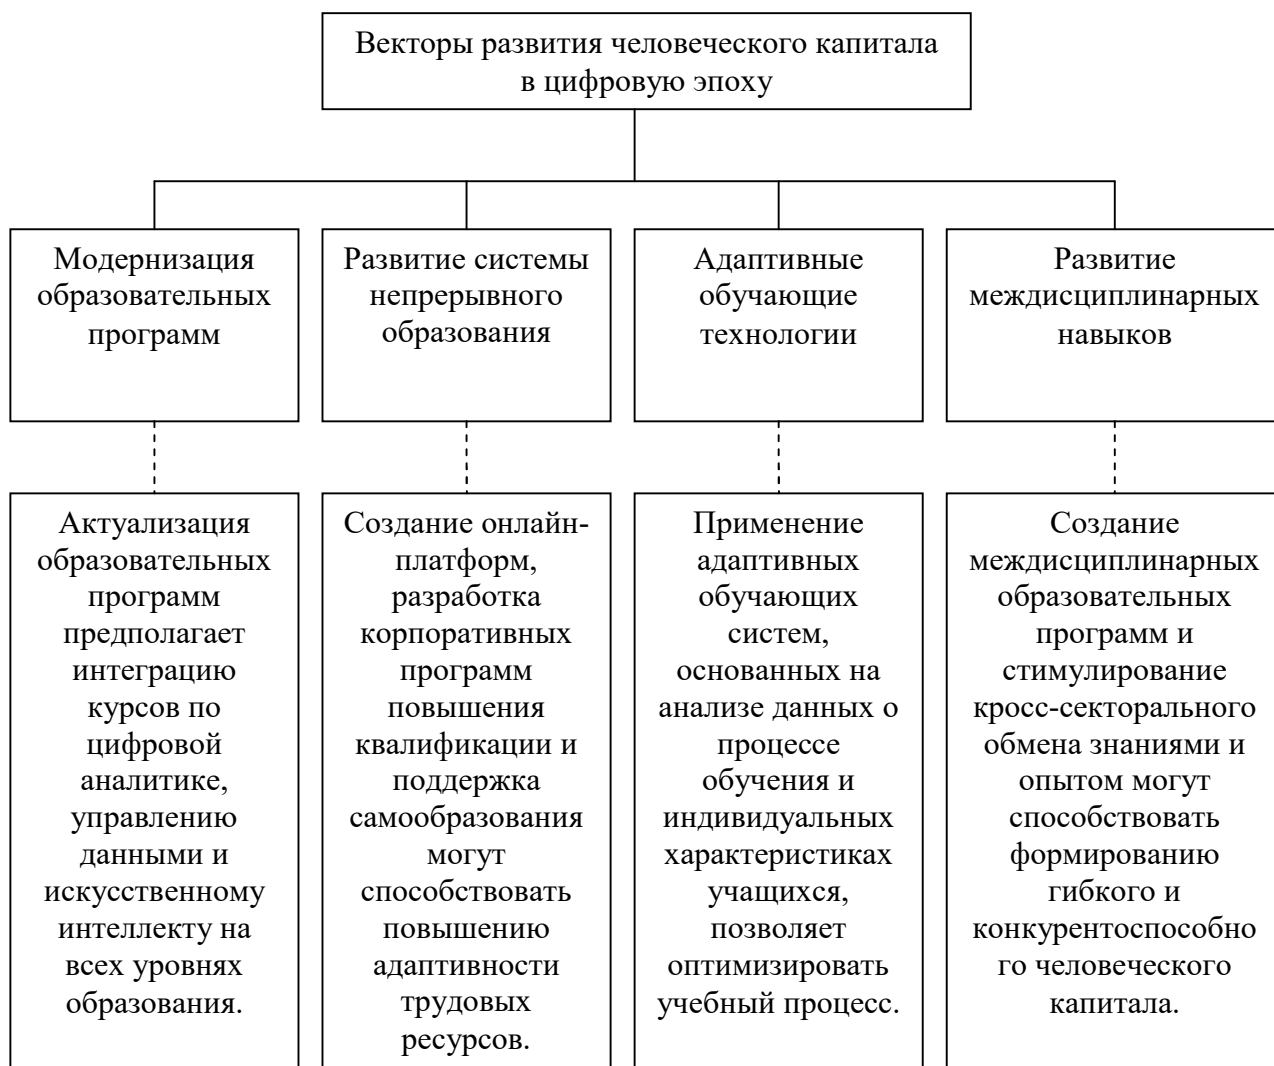 Векторы развития человеческого капитала
в цифровую эпоху
Модернизация
образовательных
программ
Развитие системы
непрерывного
образования
Адаптивные
обучающие
технологии
Развитие
междисциплинарных
навыков
Актуализация
образовательных
программ
предполагает
интеграцию
курсов по
цифровой
аналитике,
управлению
данными и
искусственному
интеллекту на
всех уровнях
образования.
Создание онлайн-
платформ,
разработка
корпоративных
программ
повышения
квалификации и
поддержка
самообразования
могут
способствовать
повышению
адаптивности
трудовых
ресурсов.
Применение
адаптивных
обучающих
систем,
основанных на
анализе данных о
процессе
обучения и
индивидуальных
характеристиках
учащихся,
позволяет
оптимизировать
учебный процесс.
Создание
междисциплинарных
образовательных
программ и
стимулирование
кросс-секторального
обмена знаниями и
опытом могут
способствовать
формированию
гибкого и
конкурентоспособно
го человеческого
капитала.